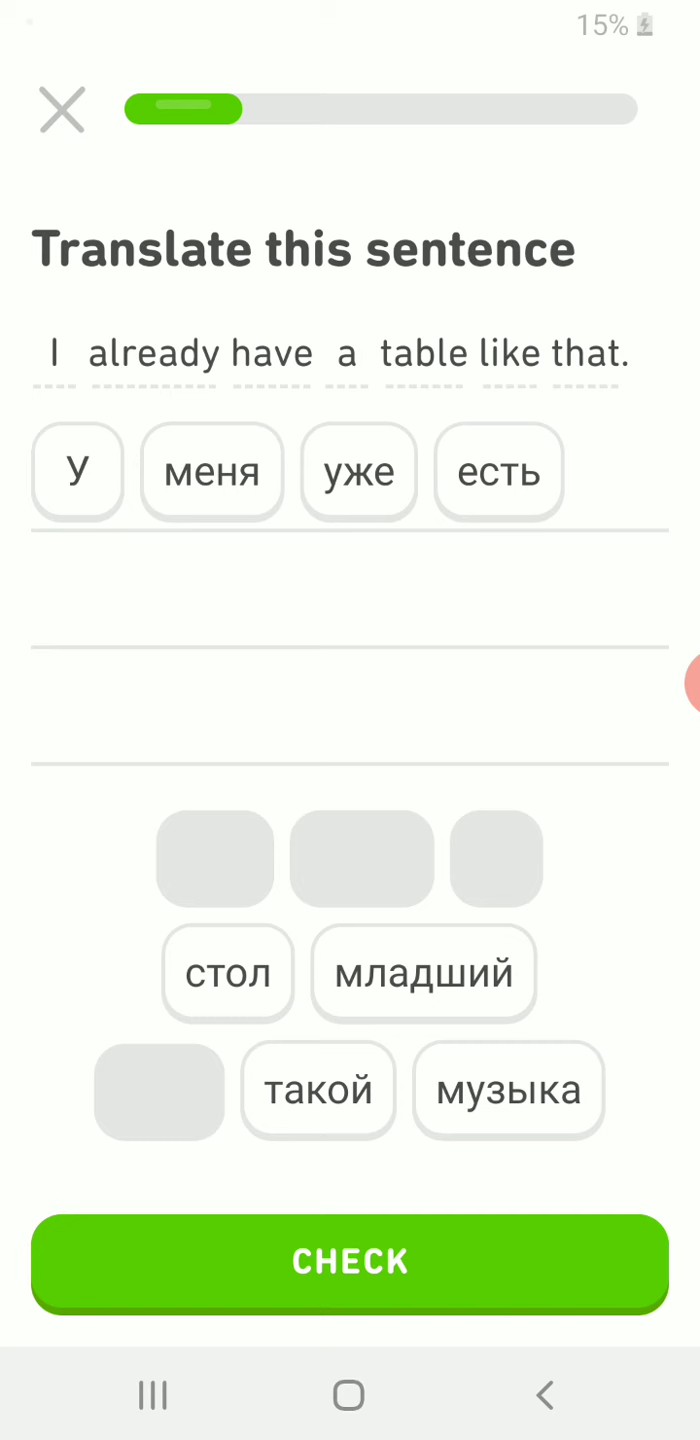 15%
Translate this sentence
I already have a table like that.
У меня уже есть
стол младший
такой музыка
CHECK